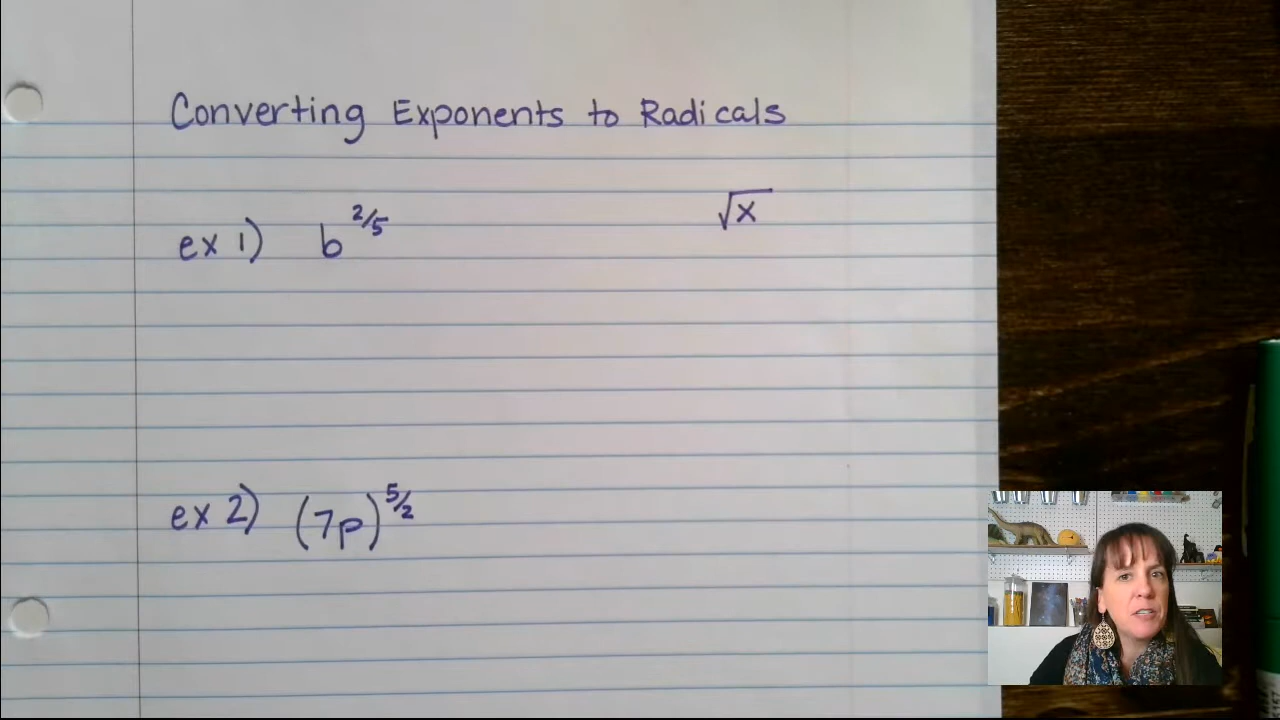 Converting Exponents to Radicals
ex 1) b^2/5
√x
ex 2) (7p)^5/2